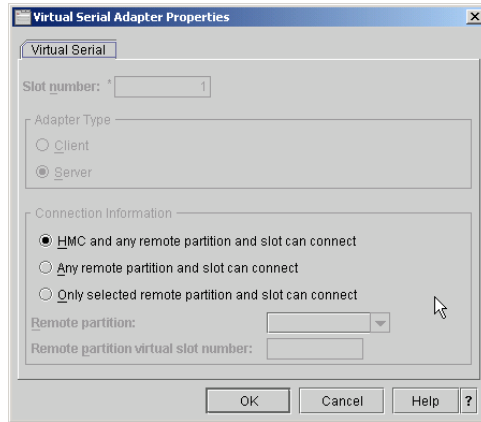 Virtual Serial Adapter Properties
Virtual Serial
Slot number: * 1
Adapter Type
Client
Server
Connection Information
HMC and any remote partition and slot can connect
Any remote partition and slot can connect
Only selected remote partition and slot can connect
Remote partition:
Remote partition virtual slot number:
OK Cancel Help ?